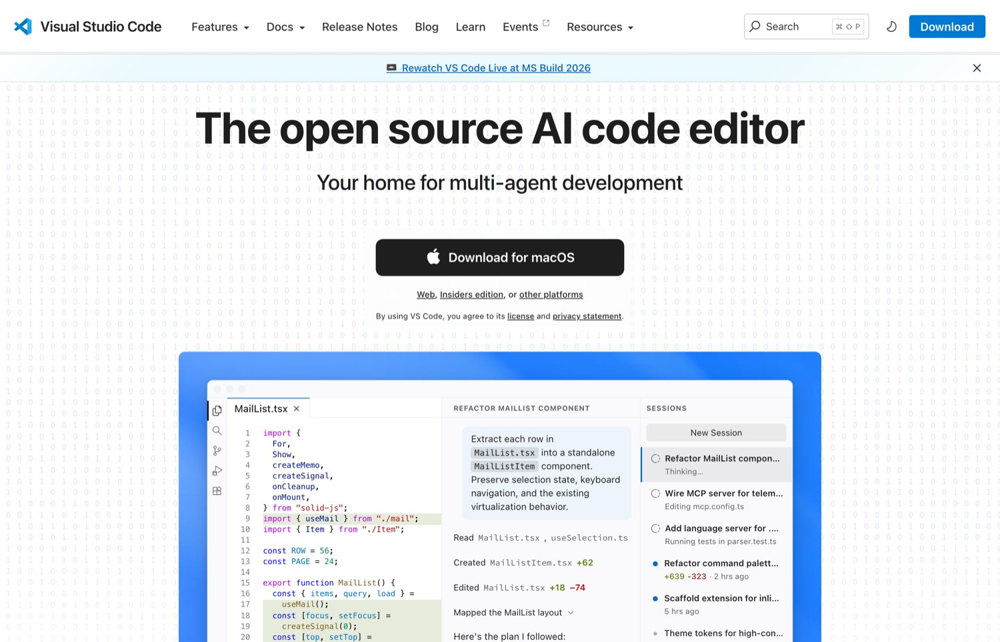 Visual Studio Code
Features
Docs
Release Notes
Blog
Learn
Events
Resources
Search
⌘ ⇧ P
Download
Rewatch VS Code Live at MS Build 2026
The open source AI code editor
Your home for multi-agent development
Download for macOS
Web, Insiders edition, or other platforms
By using VS Code, you agree to its license and privacy statement.
MailList.tsx ×
1 import {
2 For,
3 Show,
4 createMemo,
5 createSignal,
6 onCleanup,
7 onMount,
8 } from "solid-js";
9 import { useMail } from "./mail";
10 import { Item } from "./Item";
11
12 const ROW = 56;
13 const PAGE = 24;
14
15 export function MailList() {
16 const { items, query, load } =
17 useMail();
18 const [focus, setFocus] =
19 createSignal(0);
20 const [top, setTop] =
REFACTOR MAILLIST COMPONENT
Extract each row in
MailList.tsx into a standalone
MailListItem component.
Preserve selection state, keyboard
navigation, and the existing
virtualization behavior.
Read MailList.tsx , useSelection.ts
Created MailListItem.tsx +62
Edited MailList.tsx +18 −74
Mapped the MailList layout
Here's the plan I followed:
SESSIONS
New Session
Refactor MailList compon...
Thinking...
Wire MCP server for telem...
Editing mcp.config.ts
Add language server for ....
Running tests in parser.test.ts
Refactor command palett...
+639 -323 · 2 hrs ago
Scaffold extension for inli...
5 hrs ago
Theme tokens for high-con...